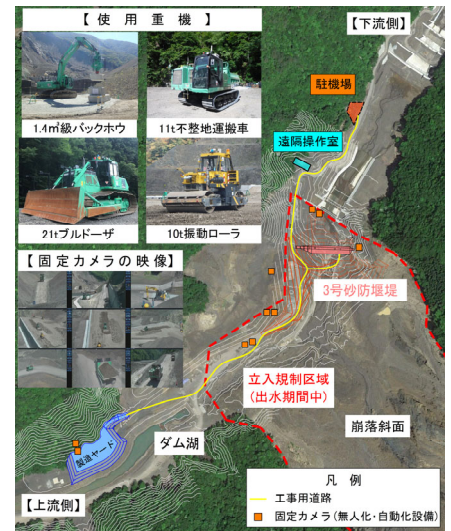 【使用重機】
1.4㎥級バックホウ
11t不整地運搬車
21tブルドーザ
10t振動ローラ
【固定カメラの映像】
【下流側】
駐機場
遠隔操作室
3号砂防堰堤
立入規制区域
(出水期間中)
崩落斜面
ダム湖
製造ヤード
【上流側】
凡例
工事用道路
固定カメラ(無人化・自動化設備)